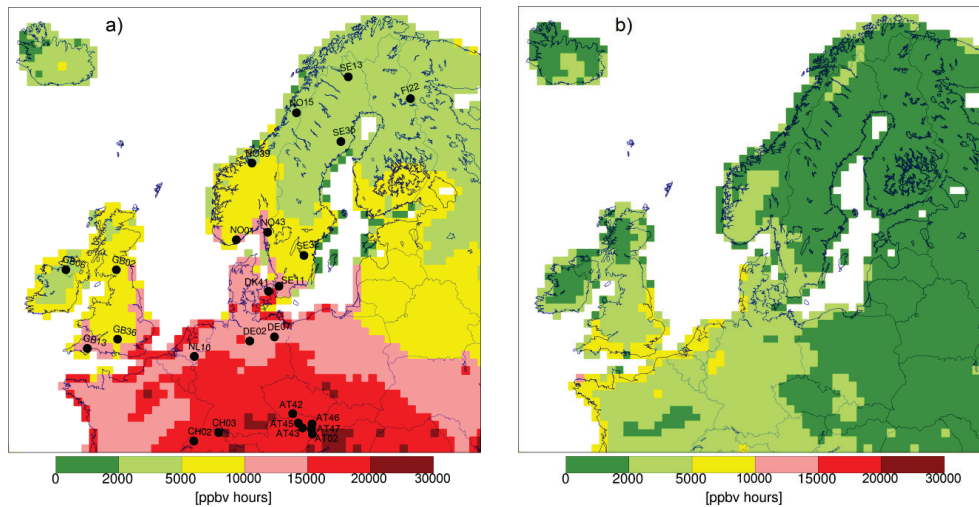 a)
b)
SE13
FI22
NO15
SE35
NO39
NO01
NO43
SE32
GB06
GB02
DK41
SE11
GB13
GB36
DE02
DE07
NL10
AT42
AT45
AT46
AT43
AT47
AT02
CH02
CH03
0 2000 5000 10000 15000 20000 30000
[ppbv hours]
0 2000 5000 10000 15000 20000 30000
[ppbv hours]